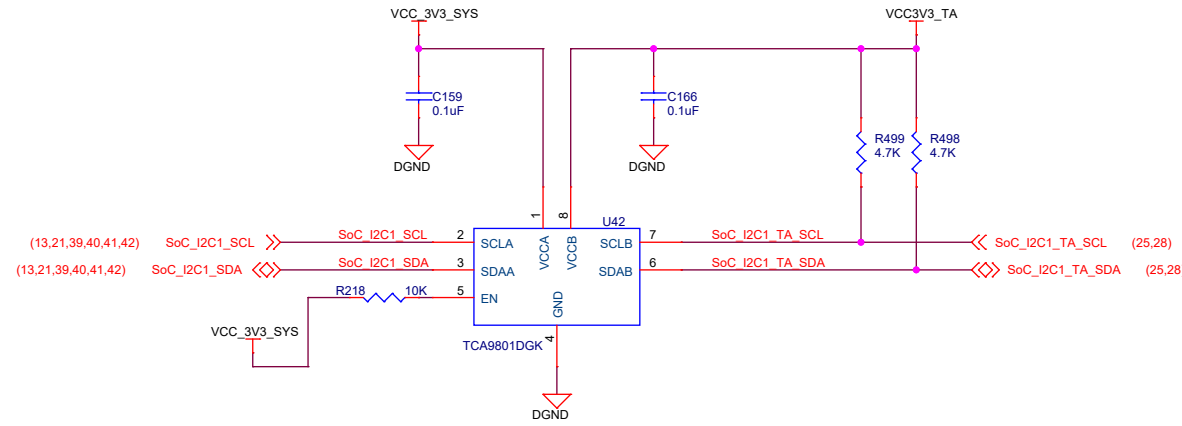 VCC_3V3_SYS
VCC3V3_TA
C159
0.1uF
C166
0.1uF
R499
4.7K
R498
4.7K
DGND
DGND
1
8
U42
(13,21,39,40,41,42) SoC_I2C1_SCL SoC_I2C1_SCL 2 SCLA VCCA VCCB SCLB 7 SoC_I2C1_TA_SCL SoC_I2C1_TA_SCL (25,28)
(13,21,39,40,41,42) SoC_I2C1_SDA SoC_I2C1_SDA 3 SDAA SDAB 6 SoC_I2C1_TA_SDA SoC_I2C1_TA_SDA (25,28
R218 10K 5 EN GND
VCC_3V3_SYS
TCA9801DGK 4
DGND